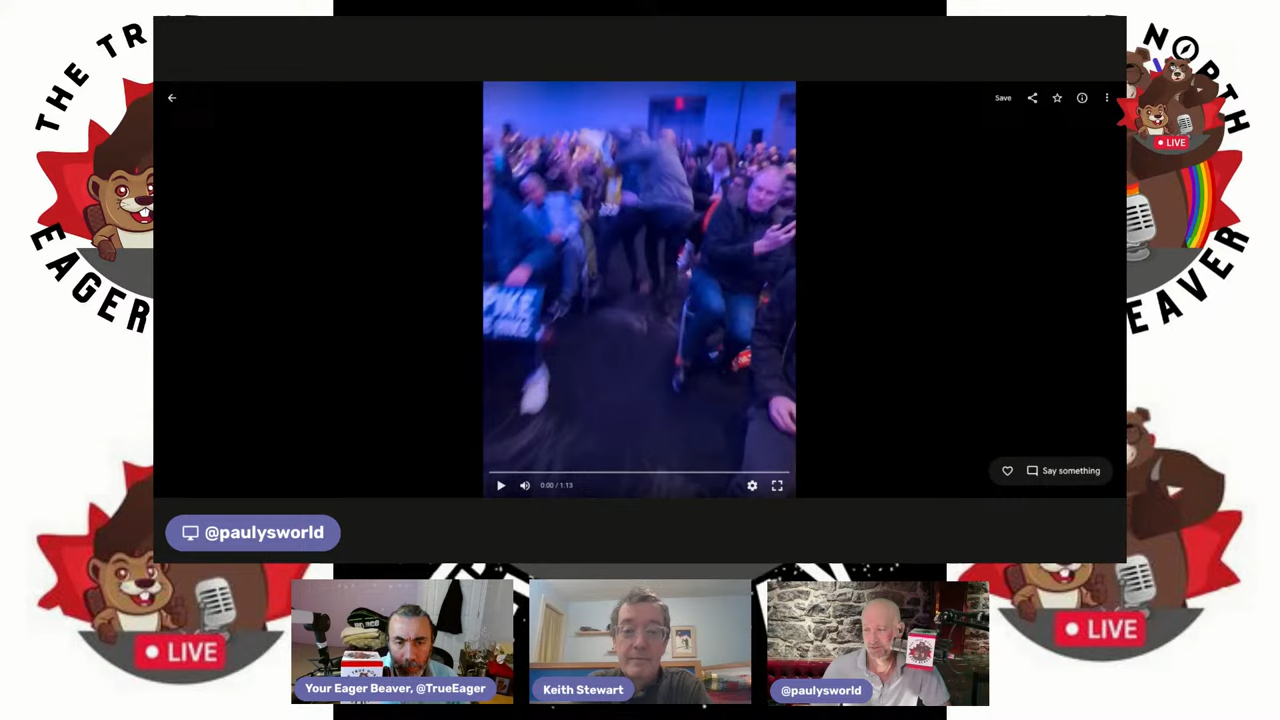 THE TR
NORTH
EAGER
EAVER
LIVE
Save
0:00 / 1:13
Say something
@paulysworld
LIVE
LIVE
Your Eager Beaver, @TrueEager
Keith Stewart
@paulysworld